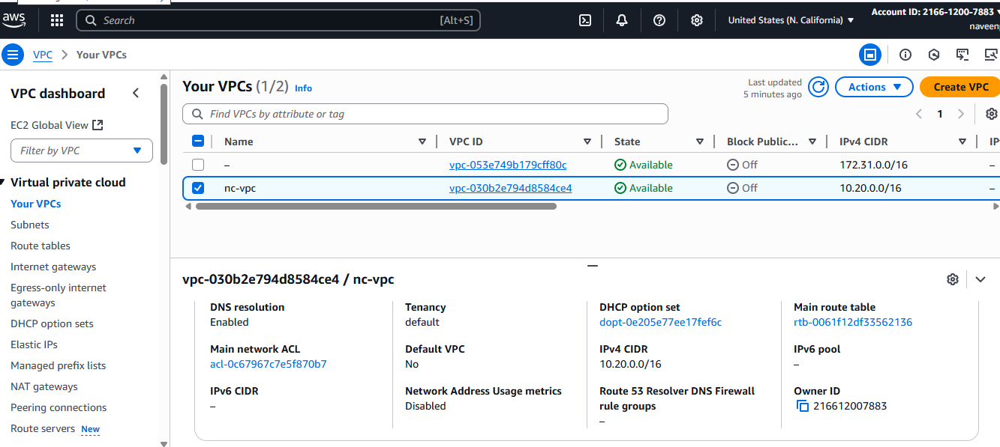 aws
Search
[Alt+S]
United States (N. California)
Account ID: 2166-1200-7883
VPC
Your VPCs
VPC dashboard
EC2 Global View
Filter by VPC
Virtual private cloud
Your VPCs
Subnets
Route tables
Internet gateways
Egress-only internet
gateways
DHCP option sets
Elastic IPs
Managed prefix lists
NAT gateways
Peering connections
Route servers New
Your VPCs (1/2) Info
Last updated
5 minutes ago
Actions
Create VPC
Find VPCs by attribute or tag
1
Name VPC ID State Block Public... IPv4 CIDR
– vpc-053e749b179cff80c Available Off 172.31.0.0/16 –
nc-vpc vpc-030b2e794d8584ce4 Available Off 10.20.0.0/16 –
vpc-030b2e794d8584ce4 / nc-vpc
DNS resolution
Enabled
Tenancy
default
DHCP option set
dopt-0e205e77ee17fef6c
Main route table
rtb-0061f12df33562136
Main network ACL
acl-0c67967c7e5f870b7
Default VPC
No
IPv4 CIDR
10.20.0.0/16
IPv6 pool
–
IPv6 CIDR
–
Network Address Usage metrics
Disabled
Route 53 Resolver DNS Firewall
rule groups
–
Owner ID
216612007883